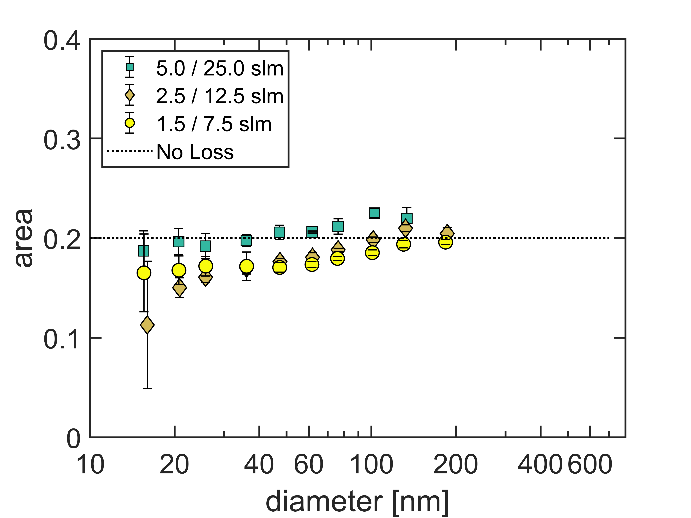 0.4
0.3
0.2
0.1
0
area
5.0 / 25.0 slm
2.5 / 12.5 slm
1.5 / 7.5 slm
No Loss
10 20 40 60 100 200 400 600
diameter [nm]